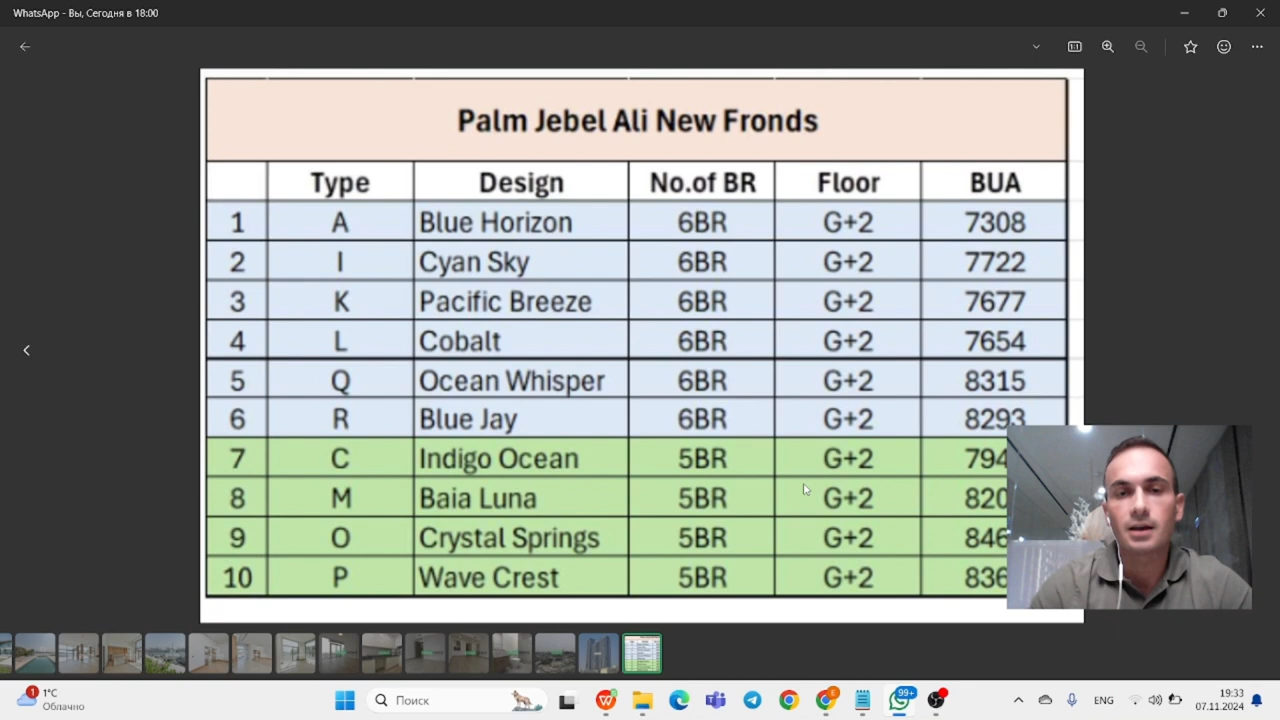 WhatsApp - Вы, Сегодня в 18:00
Palm Jebel Ali New Fronds
Type Design No.of BR Floor BUA
1 A Blue Horizon 6BR G+2 7308
2 I Cyan Sky 6BR G+2 7722
3 K Pacific Breeze 6BR G+2 7677
4 L Cobalt 6BR G+2 7654
5 Q Ocean Whisper 6BR G+2 8315
6 R Blue Jay 6BR G+2 8293
7 C Indigo Ocean 5BR G+2
8 M Baia Luna 5BR G+2
9 O Crystal Springs 5BR G+2
10 P Wave Crest 5BR G+2
1 1°C
Облачно
Поиск
99+
ENG
19:33
07.11.2024